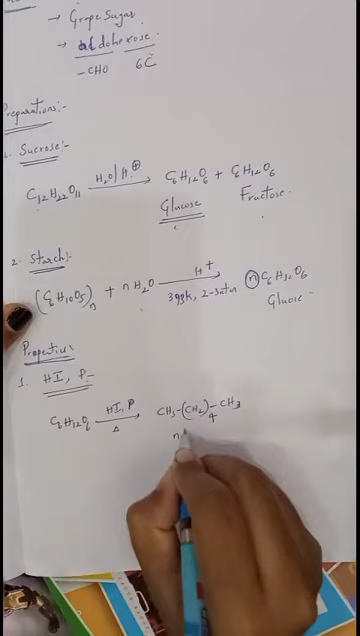 → Grape Sugar
→ aldohexose.
-CHO 6C
Preparations:-
1. Sucrose:-
C12H22O11 H2O/H⊕ → C6H12O6 + C6H12O6
Glucose Fructose.
2. Starch:-
(C6H10O5)n + nH2O H+ → n C6H12O6
393k, 2-3atm Glucose-
Properties:
1. HI, P:-
C6H12O6 HI, P → CH3-(CH2)4-CH3
Δ
n